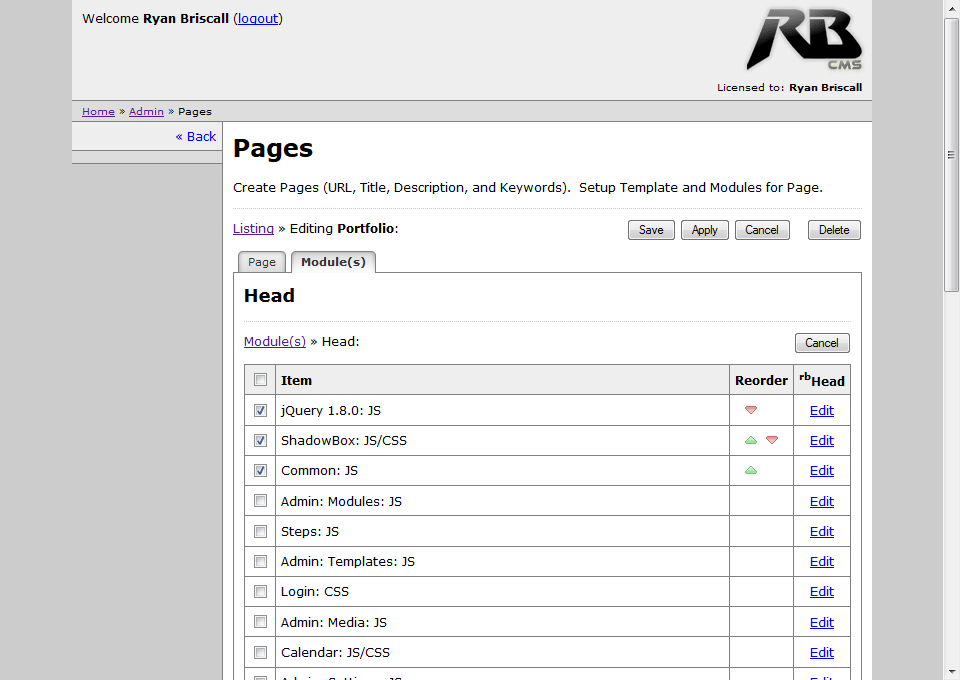 Welcome Ryan Briscall (logout)
RB
CMS
Licensed to: Ryan Briscall
Home » Admin » Pages
« Back
Pages
Create Pages (URL, Title, Description, and Keywords). Setup Template and Modules for Page.
Listing » Editing Portfolio:
Save Apply Cancel Delete
Page Module(s)
Head
Module(s) » Head:
Cancel
Item Reorder rbHead
jQuery 1.8.0: JS Edit
ShadowBox: JS/CSS Edit
Common: JS Edit
Admin: Modules: JS Edit
Steps: JS Edit
Admin: Templates: JS Edit
Login: CSS Edit
Admin: Media: JS Edit
Calendar: JS/CSS Edit